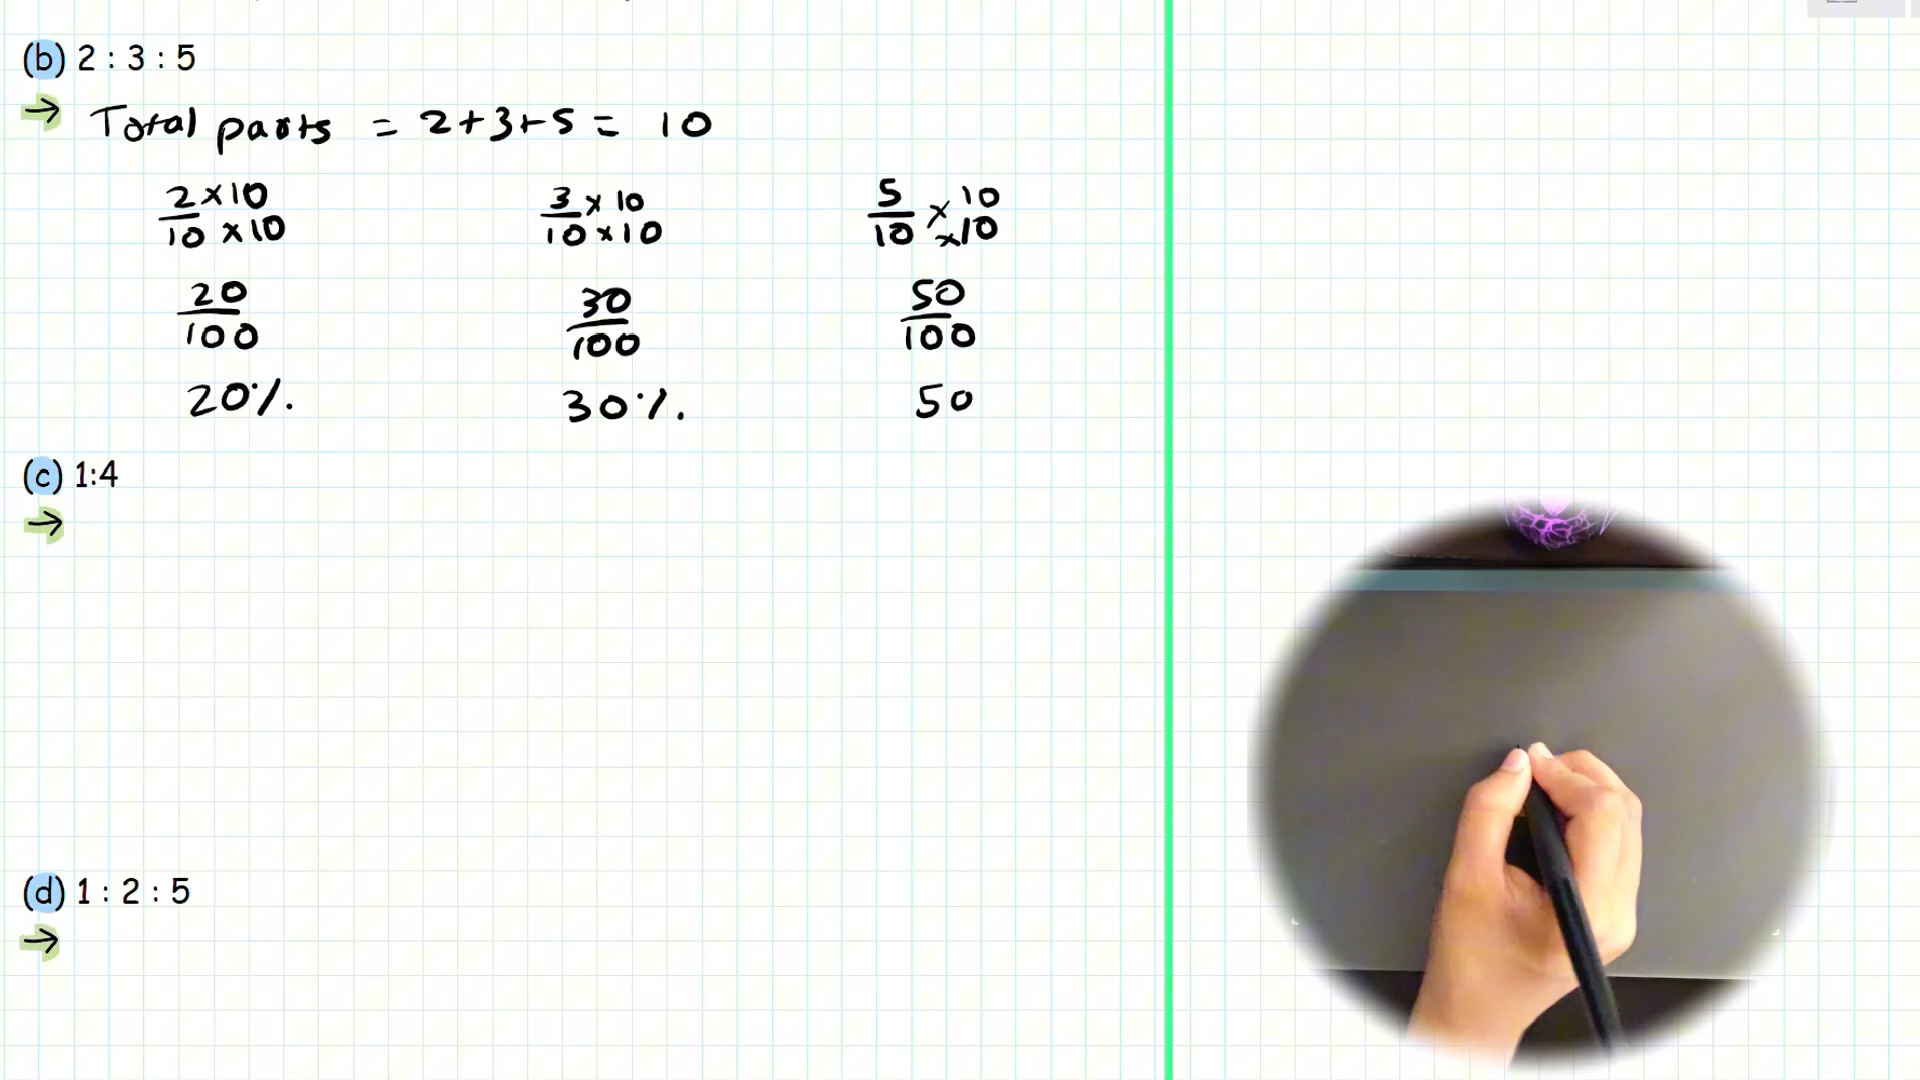 (b) 2 : 3 : 5
→ Total parts = 2+3+5 = 10
2 × 10 / 10 × 10    3 × 10 / 10 × 10    5 / 10 × 10 / × 10
20/100    30/100    50/100
20%.    30%.    50
(c) 1:4
→
(d) 1 : 2 : 5
→